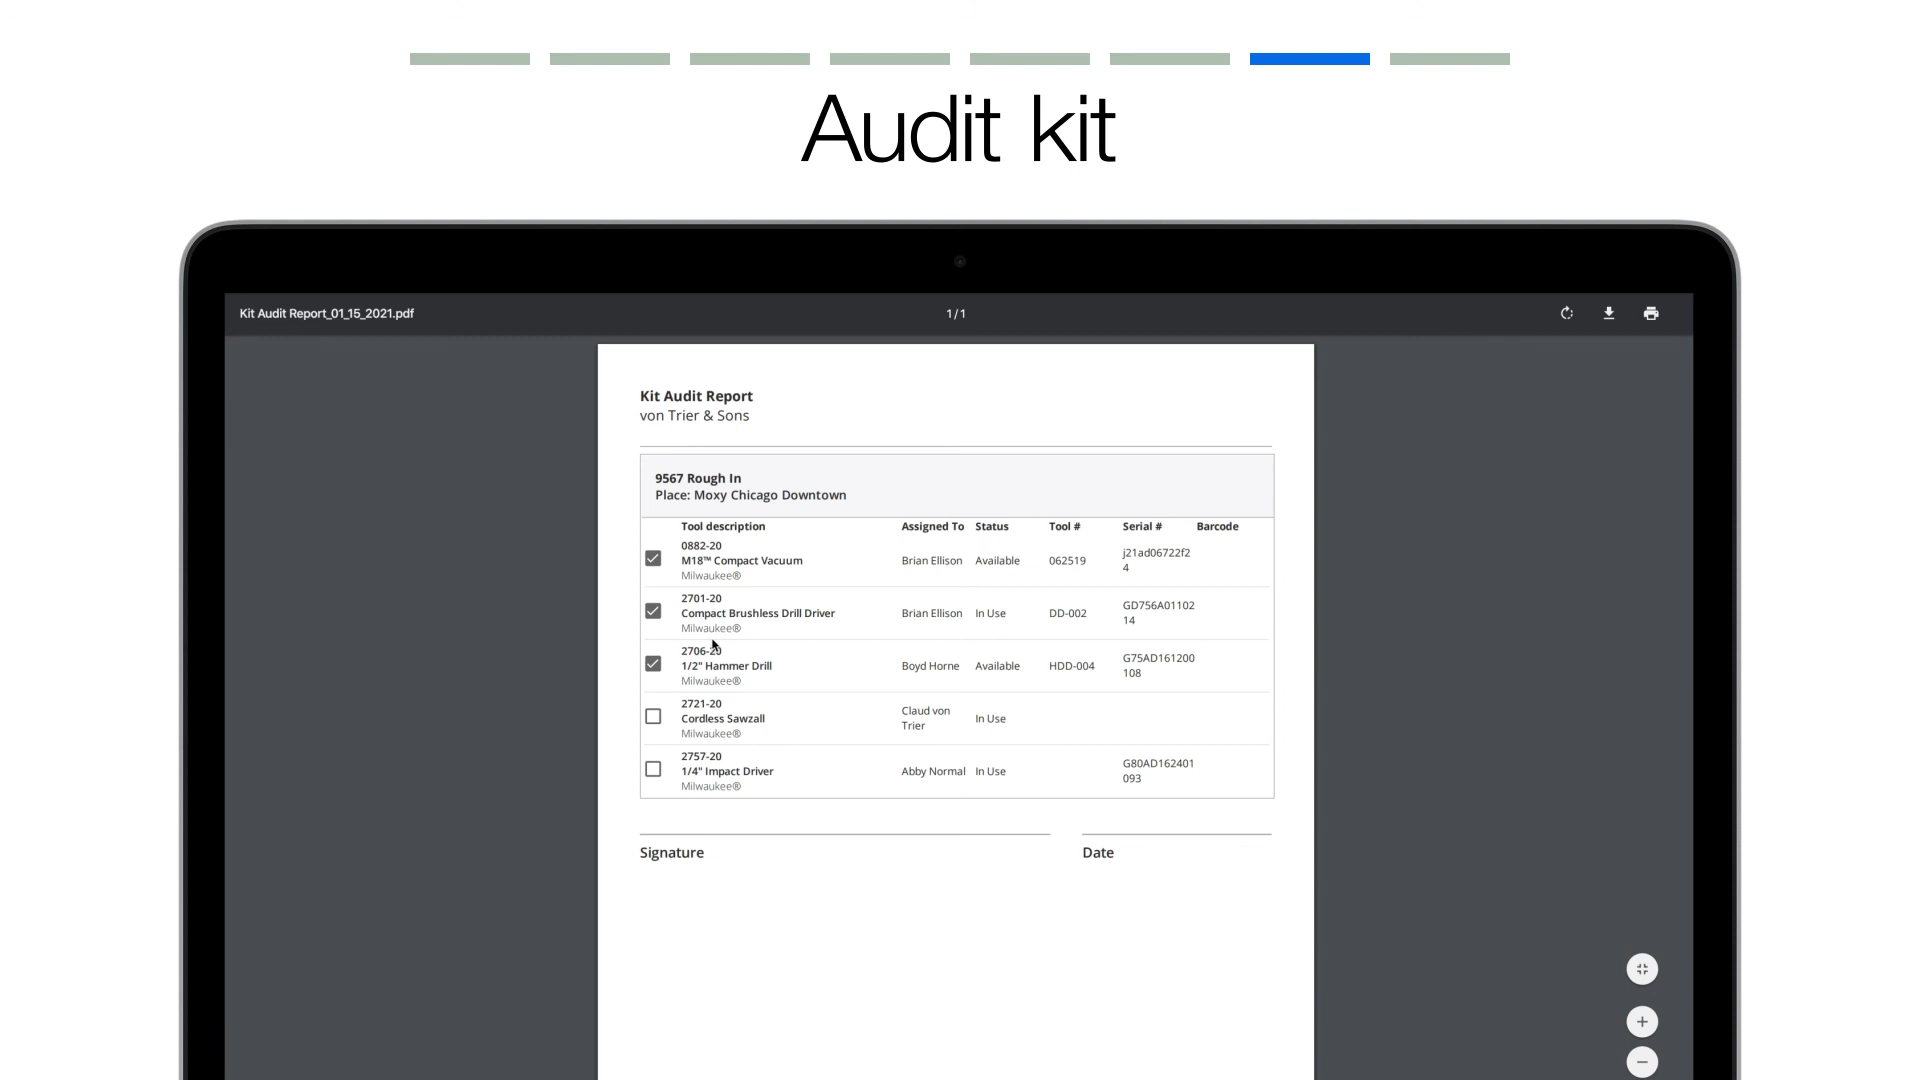 Audit kit
Kit Audit Report_01_15_2021.pdf
1/1
Kit Audit Report
von Trier & Sons
9567 Rough In
Place: Moxy Chicago Downtown
Tool description Assigned To Status Tool # Serial # Barcode
0882-20
M18™ Compact Vacuum
Milwaukee®
Brian Ellison Available 062519
j21ad06722f2
4
2701-20
Compact Brushless Drill Driver
Milwaukee®
Brian Ellison In Use DD-002
GD756A01102
14
2706-20
1/2" Hammer Drill
Milwaukee®
Boyd Horne Available HDD-004
G75AD161200
108
2721-20
Cordless Sawzall
Milwaukee®
Claud von
Trier
In Use
2757-20
1/4" Impact Driver
Milwaukee®
Abby Normal In Use
G80AD162401
093
Signature Date